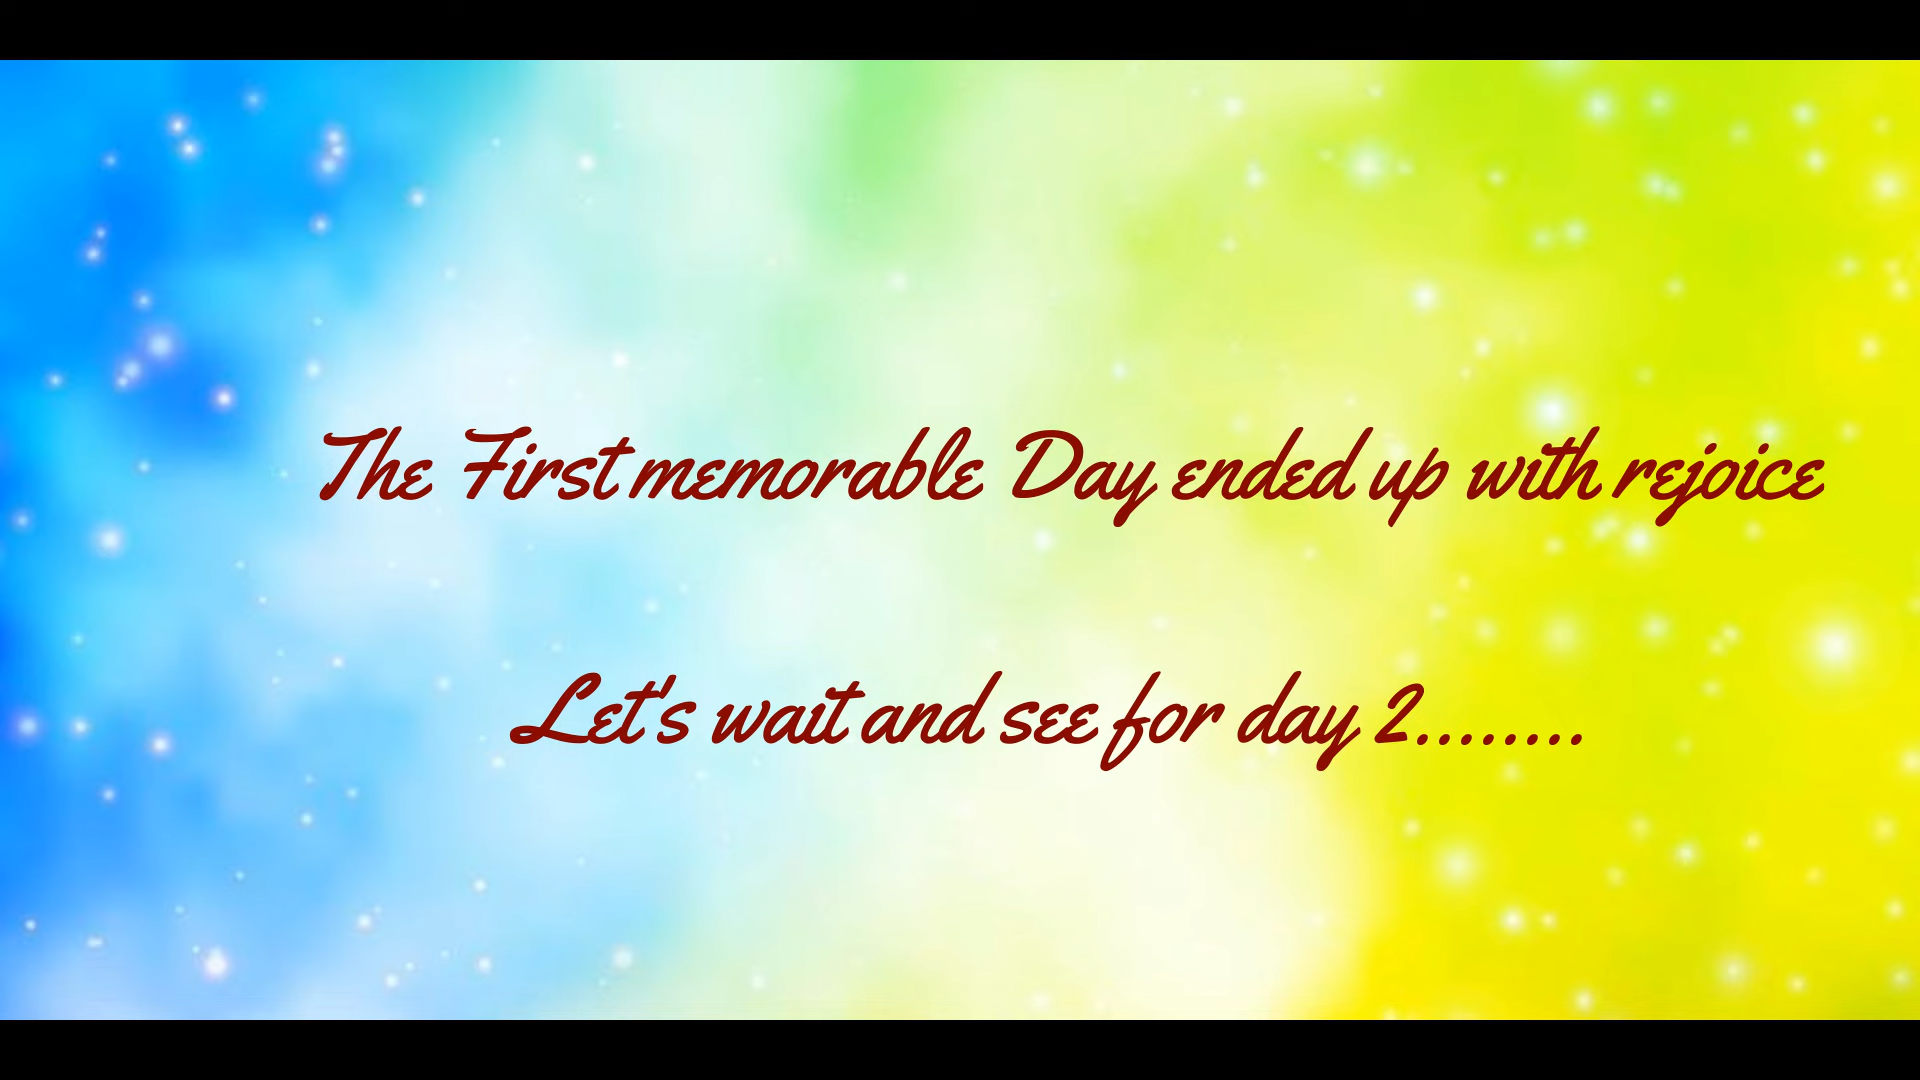 The First memorable Day ended up with rejoice
Let's wait and see for day 2........